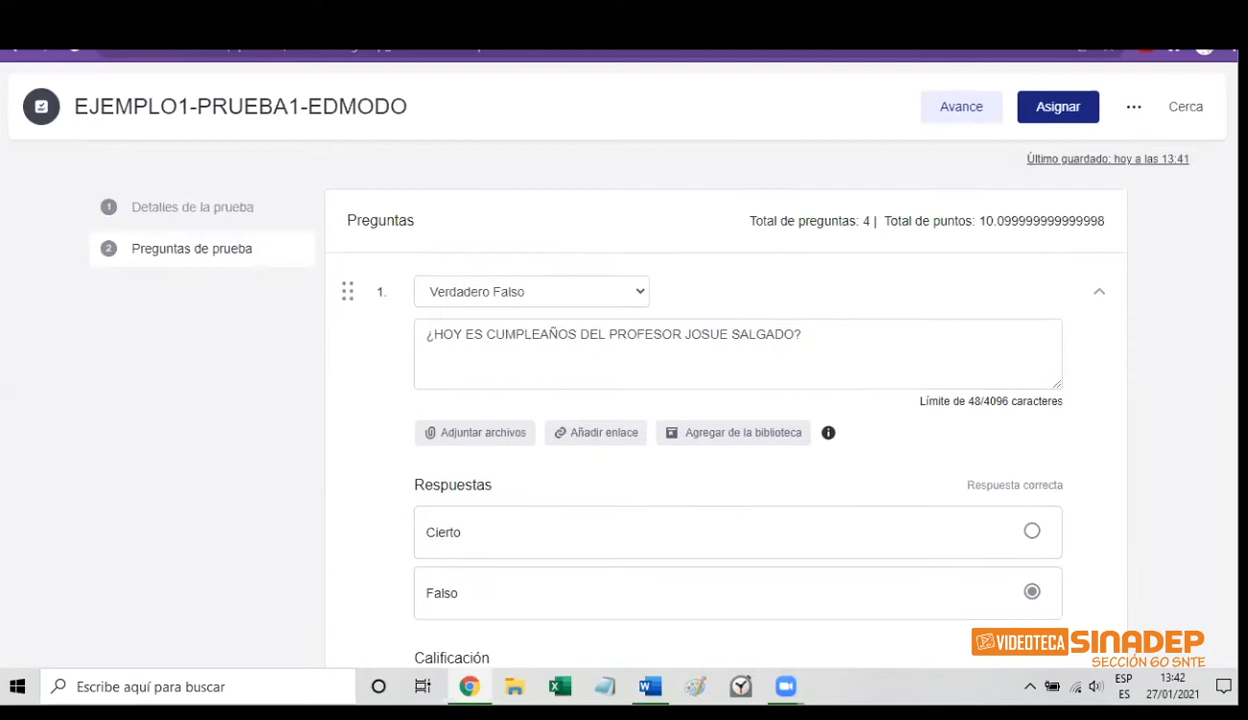 EJEMPLO1-PRUEBA1-EDMODO
Avance
Asignar
Cerca
Último guardado: hoy a las 13:41
1 Detalles de la prueba
2 Preguntas de prueba
Preguntas
Total de preguntas: 4 | Total de puntos: 10.099999999999998
1.
Verdadero Falso
¿HOY ES CUMPLEAÑOS DEL PROFESOR JOSUE SALGADO?
Límite de 48/4096 caracteres
Adjuntar archivos
Añadir enlace
Agregar de la biblioteca
Respuestas
Respuesta correcta
Cierto
Falso
Calificación
VIDEOTECA SINADEP
SECCIÓN 60 SNTE
Escribe aquí para buscar
ESP
ES
13:42
27/01/2021